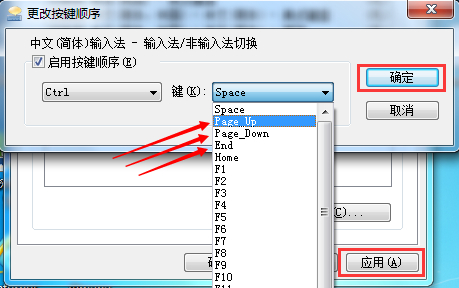 更改按键顺序
中文(简体)输入法 - 输入法/非输入法切换
启用按键顺序(E)
确定
Ctrl
键(K):
Space
取消
Space
Page_Up
Page_Down
End
Home
F1
F2
F3
F4
F5
F6
F7
F8
F9
F10
(C)...
应用(A)